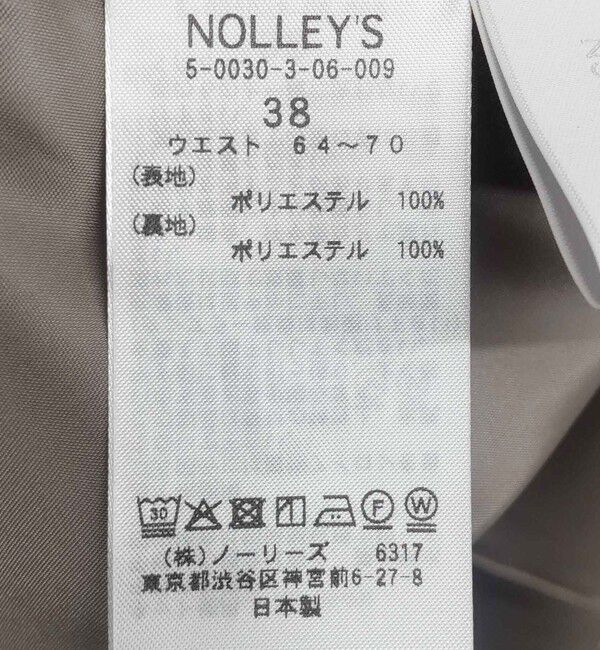 NOLLEY'S
5-0030-3-06-009
38
ウエスト 64～70
(表地)
ポリエステル 100%
(裏地)
ポリエステル 100%
30
F W
(株)ノーリーズ 6317
東京都渋谷区神宮前6-27-8
日本製